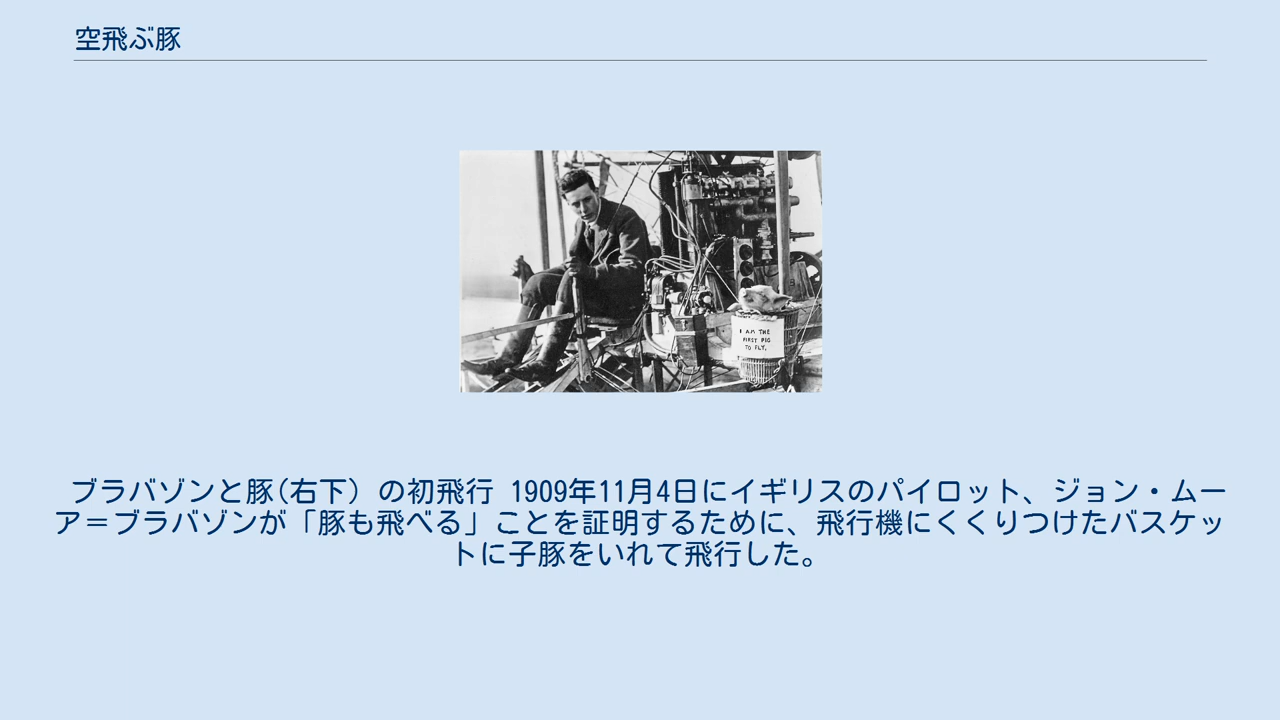 空飛ぶ豚
I AM THE
FIRST PIG
TO FLY.
ブラバゾンと豚(右下) の初飛行 1909年11月4日にイギリスのパイロット、ジョン・ムー
ア＝ブラバゾンが「豚も飛べる」ことを証明するために、飛行機にくくりつけたバスケッ
トに子豚をいれて飛行した。